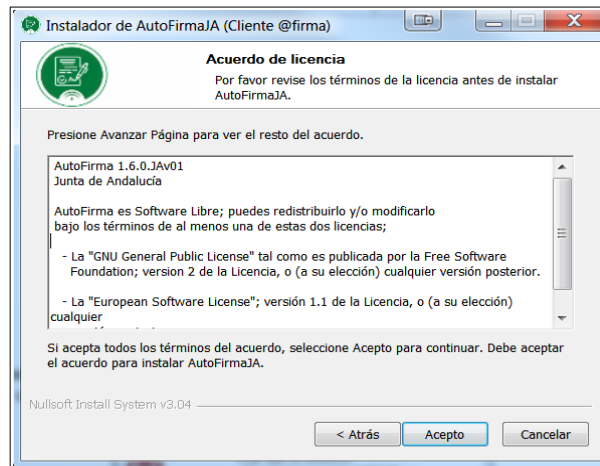 Instalador de AutoFirmaJA (Cliente @firma)
Acuerdo de licencia
Por favor revise los términos de la licencia antes de instalar
AutoFirmaJA.
Presione Avanzar Página para ver el resto del acuerdo.
AutoFirma 1.6.0.JAv01
Junta de Andalucía
AutoFirma es Software Libre; puedes redistribuirlo y/o modificarlo
bajo los términos de al menos una de estas dos licencias;
- La "GNU General Public License" tal como es publicada por la Free Software
Foundation; version 2 de la Licencia, o (a su elección) cualquier versión posterior.
- La "European Software License"; versión 1.1 de la Licencia, o (a su elección)
cualquier
Si acepta todos los términos del acuerdo, seleccione Acepto para continuar. Debe aceptar
el acuerdo para instalar AutoFirmaJA.
Nullsoft Install System v3.04
< Atrás
Acepto
Cancelar